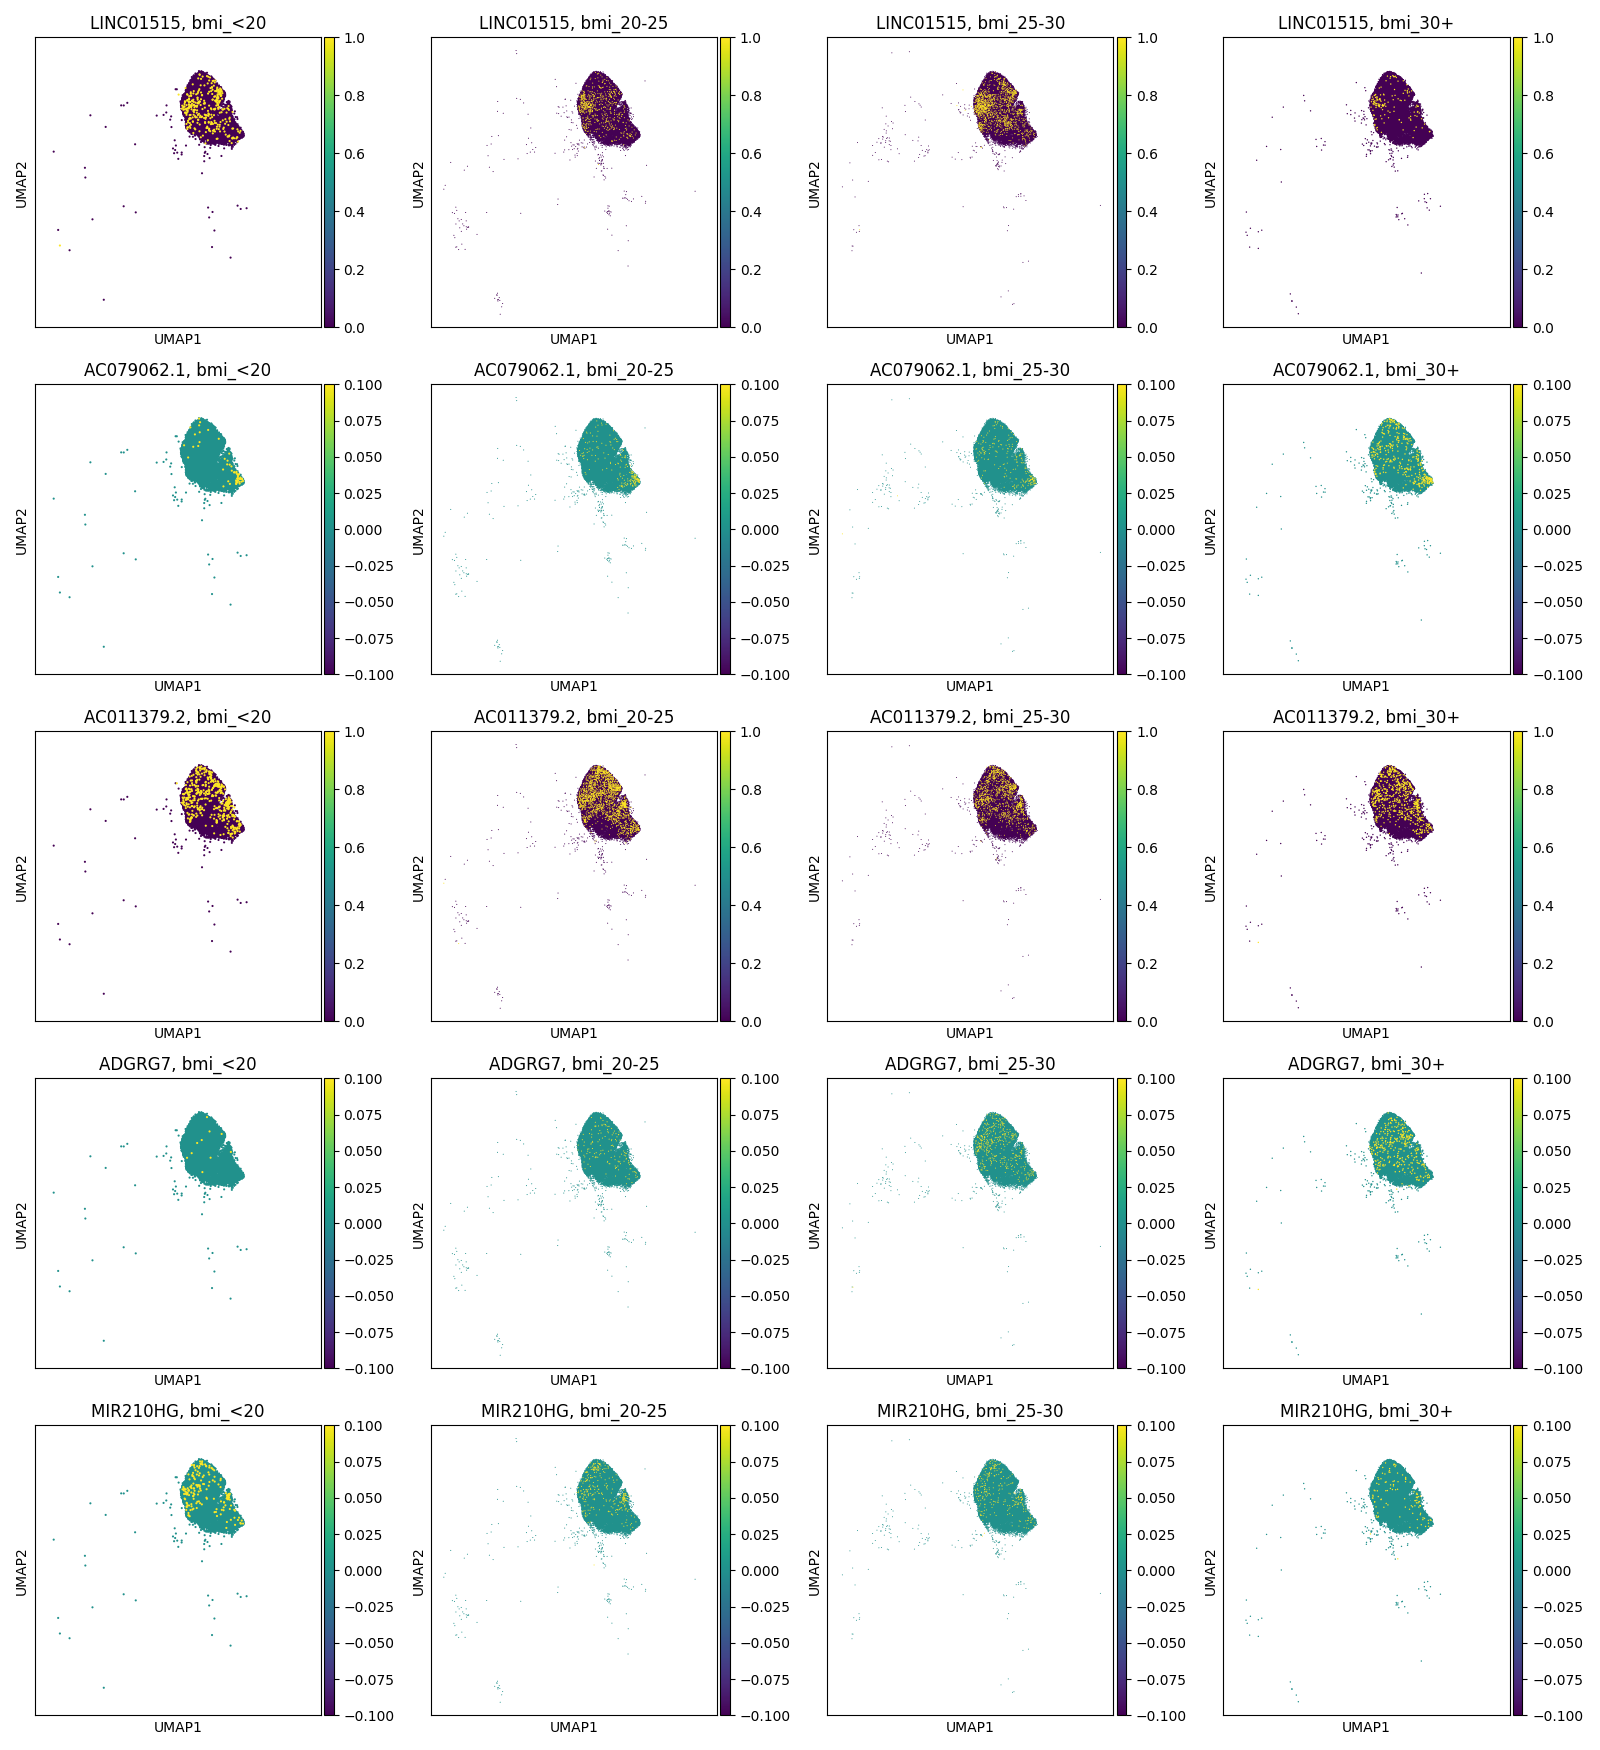 LINC01515, bmi_<20 LINC01515, bmi_20-25 LINC01515, bmi_25-30 LINC01515, bmi_30+
1.0 1.0 1.0 1.0
0.8 0.8 0.8 0.8
0.6 0.6 0.6 0.6
UMAP2 UMAP2 UMAP2 UMAP2
0.4 0.4 0.4 0.4
0.2 0.2 0.2 0.2
0.0 0.0 0.0 0.0
UMAP1 UMAP1 UMAP1 UMAP1
AC079062.1, bmi_<20 AC079062.1, bmi_20-25 AC079062.1, bmi_25-30 AC079062.1, bmi_30+
0.100 0.100 0.100 0.100
0.075 0.075 0.075 0.075
0.050 0.050 0.050 0.050
0.025 0.025 0.025 0.025
UMAP2 UMAP2 UMAP2 UMAP2
0.000 0.000 0.000 0.000
−0.025 −0.025 −0.025 −0.025
−0.050 −0.050 −0.050 −0.050
−0.075 −0.075 −0.075 −0.075
−0.100 −0.100 −0.100 −0.100
UMAP1 UMAP1 UMAP1 UMAP1
AC011379.2, bmi_<20 AC011379.2, bmi_20-25 AC011379.2, bmi_25-30 AC011379.2, bmi_30+
1.0 1.0 1.0 1.0
0.8 0.8 0.8 0.8
0.6 0.6 0.6 0.6
UMAP2 UMAP2 UMAP2 UMAP2
0.4 0.4 0.4 0.4
0.2 0.2 0.2 0.2
0.0 0.0 0.0 0.0
UMAP1 UMAP1 UMAP1 UMAP1
ADGRG7, bmi_<20 ADGRG7, bmi_20-25 ADGRG7, bmi_25-30 ADGRG7, bmi_30+
0.100 0.100 0.100 0.100
0.075 0.075 0.075 0.075
0.050 0.050 0.050 0.050
0.025 0.025 0.025 0.025
UMAP2 UMAP2 UMAP2 UMAP2
0.000 0.000 0.000 0.000
−0.025 −0.025 −0.025 −0.025
−0.050 −0.050 −0.050 −0.050
−0.075 −0.075 −0.075 −0.075
−0.100 −0.100 −0.100 −0.100
UMAP1 UMAP1 UMAP1 UMAP1
MIR210HG, bmi_<20 MIR210HG, bmi_20-25 MIR210HG, bmi_25-30 MIR210HG, bmi_30+
0.100 0.100 0.100 0.100
0.075 0.075 0.075 0.075
0.050 0.050 0.050 0.050
0.025 0.025 0.025 0.025
UMAP2 UMAP2 UMAP2 UMAP2
0.000 0.000 0.000 0.000
−0.025 −0.025 −0.025 −0.025
−0.050 −0.050 −0.050 −0.050
−0.075 −0.075 −0.075 −0.075
−0.100 −0.100 −0.100 −0.100
UMAP1 UMAP1 UMAP1 UMAP1